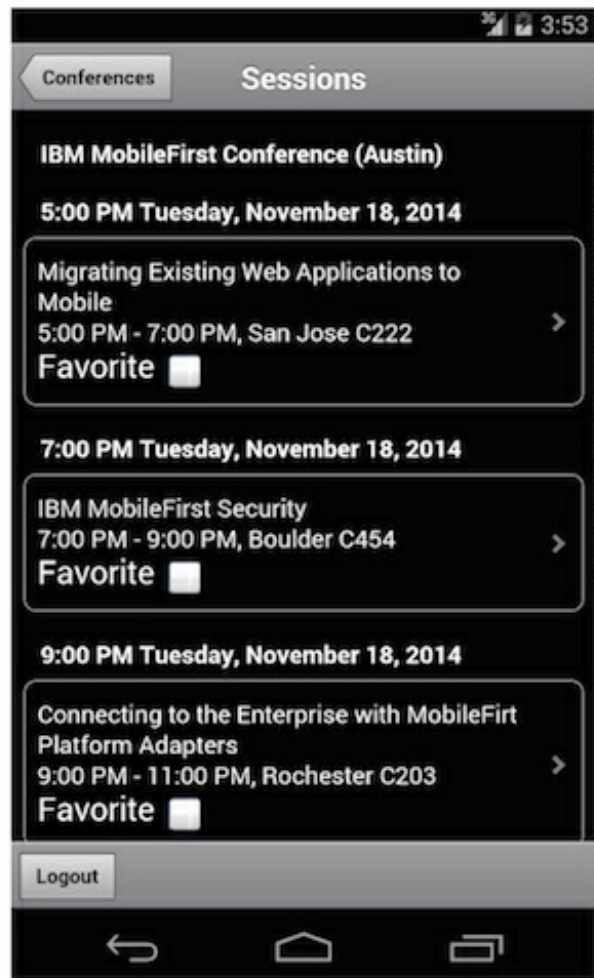 3G 3:53
Conferences Sessions
IBM MobileFirst Conference (Austin)
5:00 PM Tuesday, November 18, 2014
Migrating Existing Web Applications to
Mobile
5:00 PM - 7:00 PM, San Jose C222
Favorite
7:00 PM Tuesday, November 18, 2014
IBM MobileFirst Security
7:00 PM - 9:00 PM, Boulder C454
Favorite
9:00 PM Tuesday, November 18, 2014
Connecting to the Enterprise with MobileFirt
Platform Adapters
9:00 PM - 11:00 PM, Rochester C203
Favorite
Logout